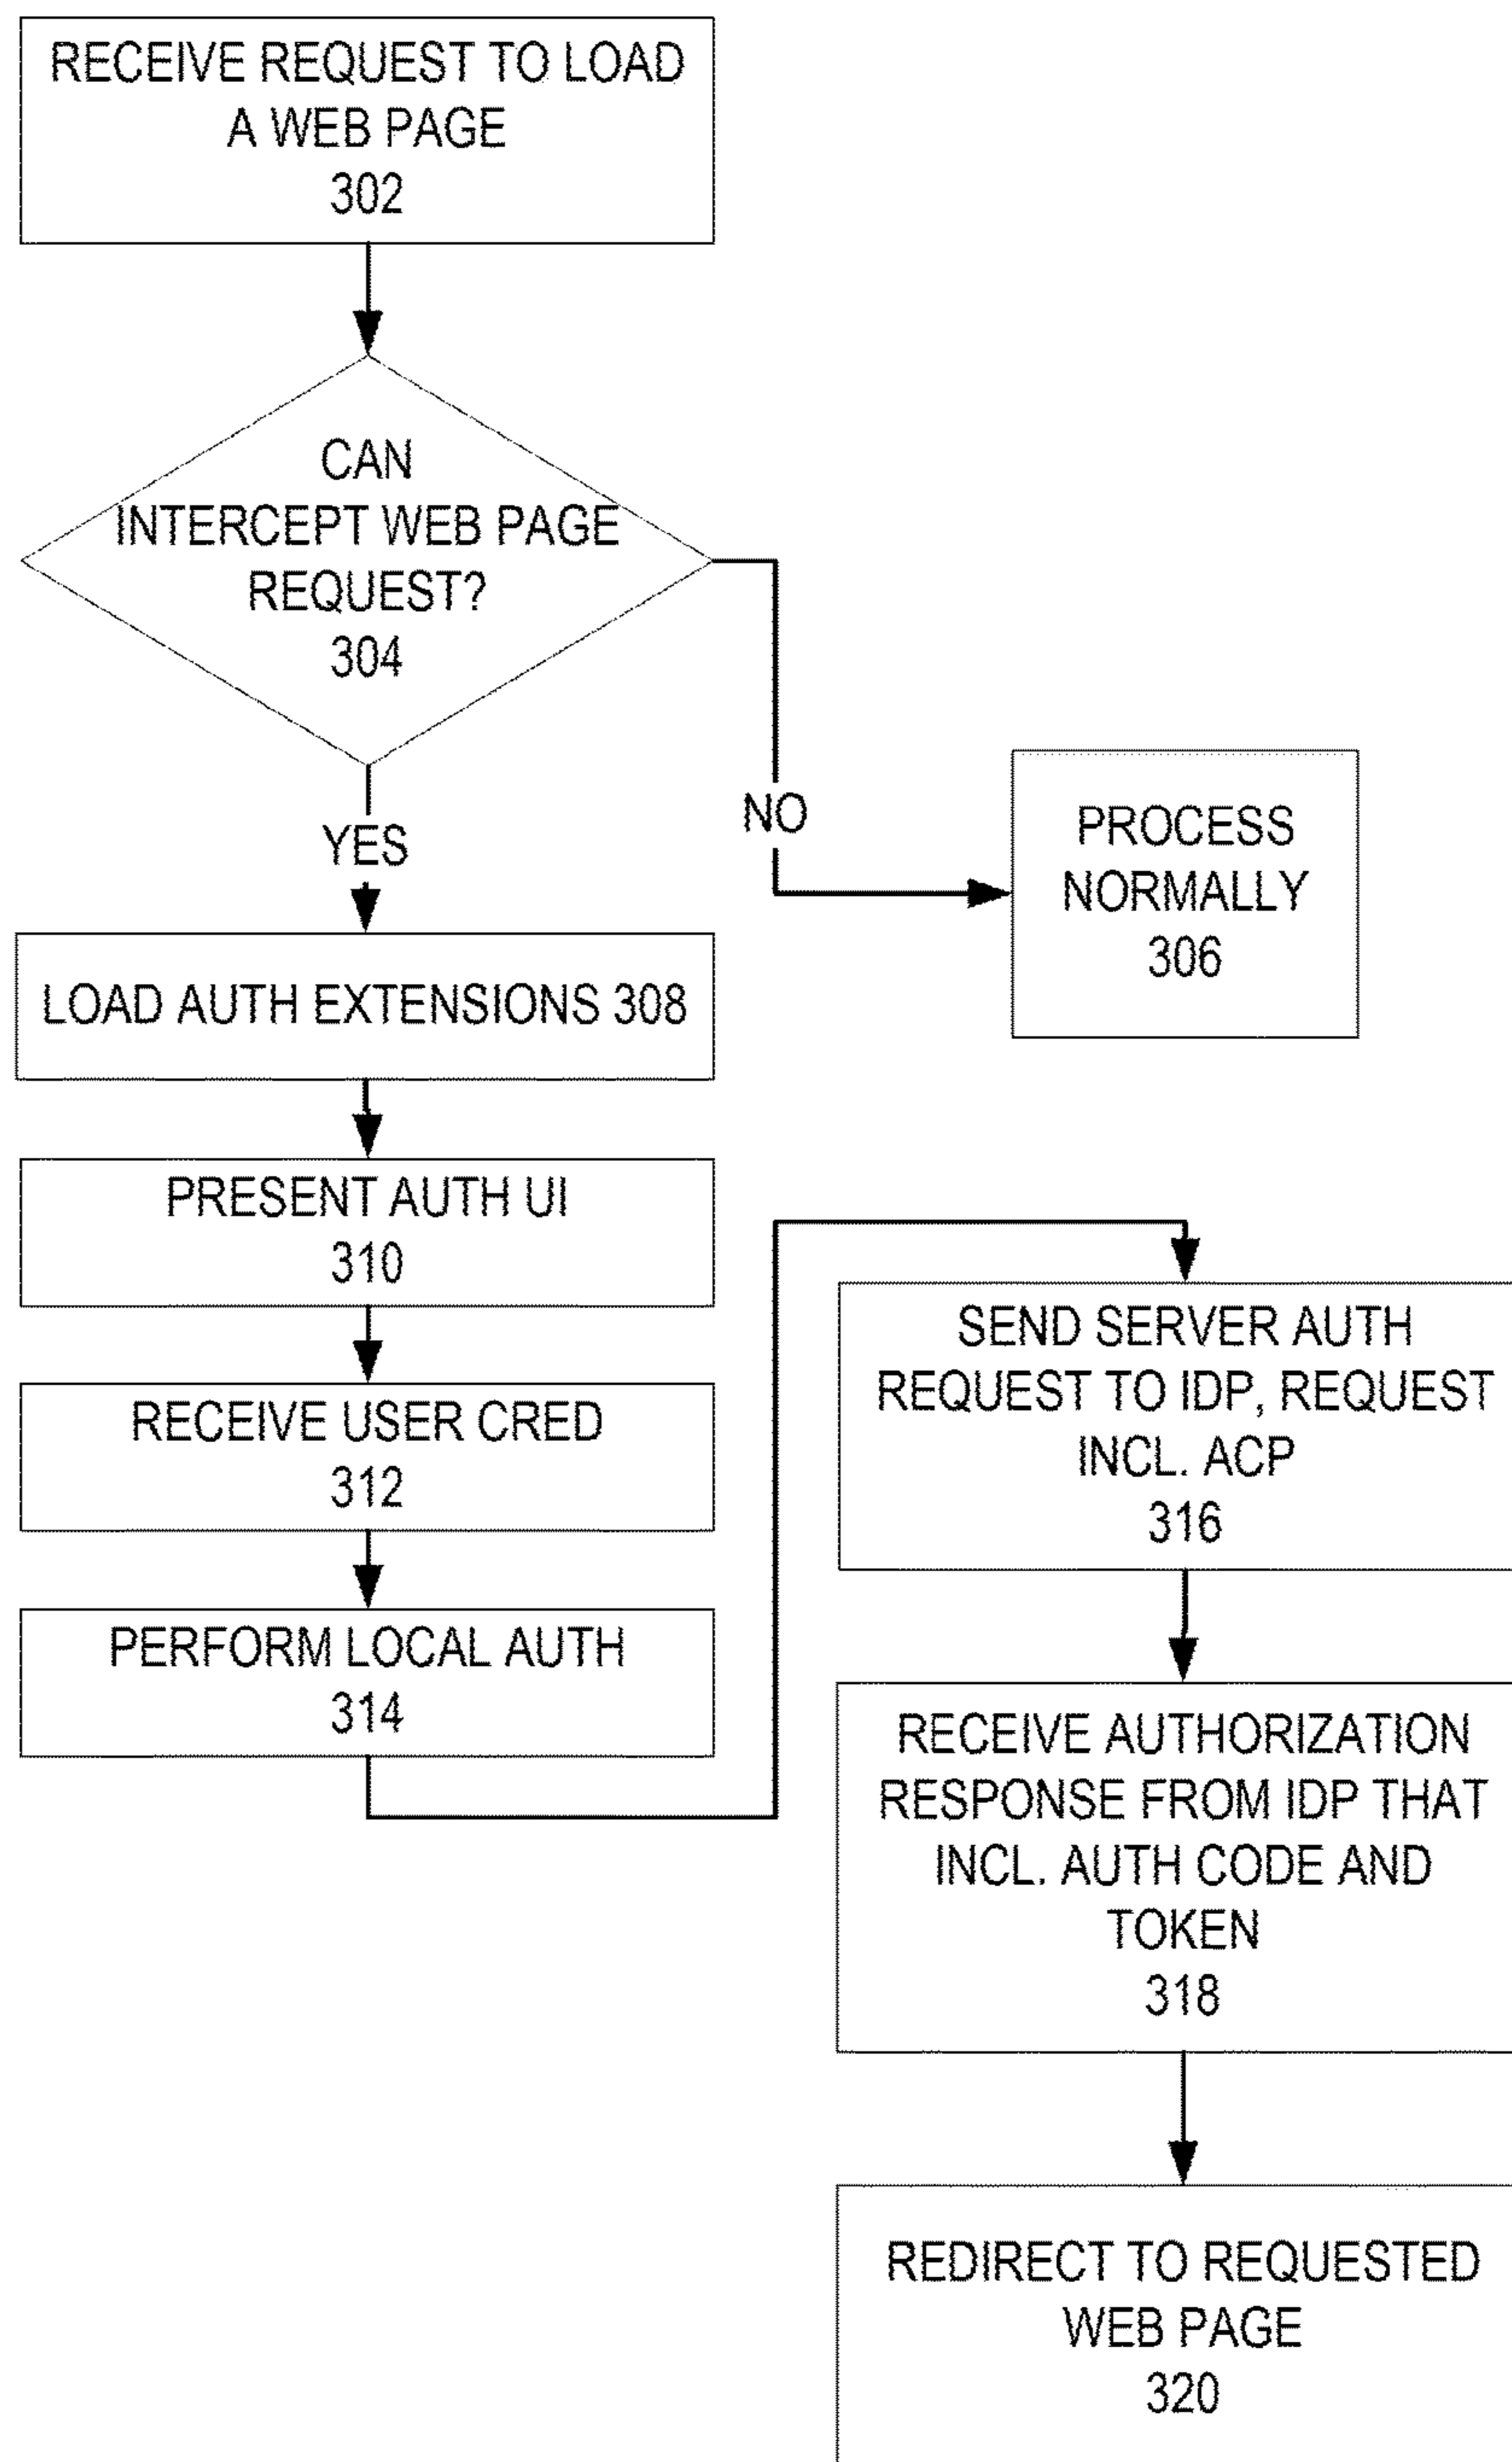 RECEIVE REQUEST TO LOAD
A WEB PAGE
302
CAN
INTERCEPT WEB PAGE
REQUEST?
304
NO
YES
PROCESS
NORMALLY
306
LOAD AUTH EXTENSIONS 308
PRESENT AUTH UI
310
RECEIVE USER CRED
312
PERFORM LOCAL AUTH
314
SEND SERVER AUTH
REQUEST TO IDP, REQUEST
INCL. ACP
316
RECEIVE AUTHORIZATION
RESPONSE FROM IDP THAT
INCL. AUTH CODE AND
TOKEN
318
REDIRECT TO REQUESTED
WEB PAGE
320